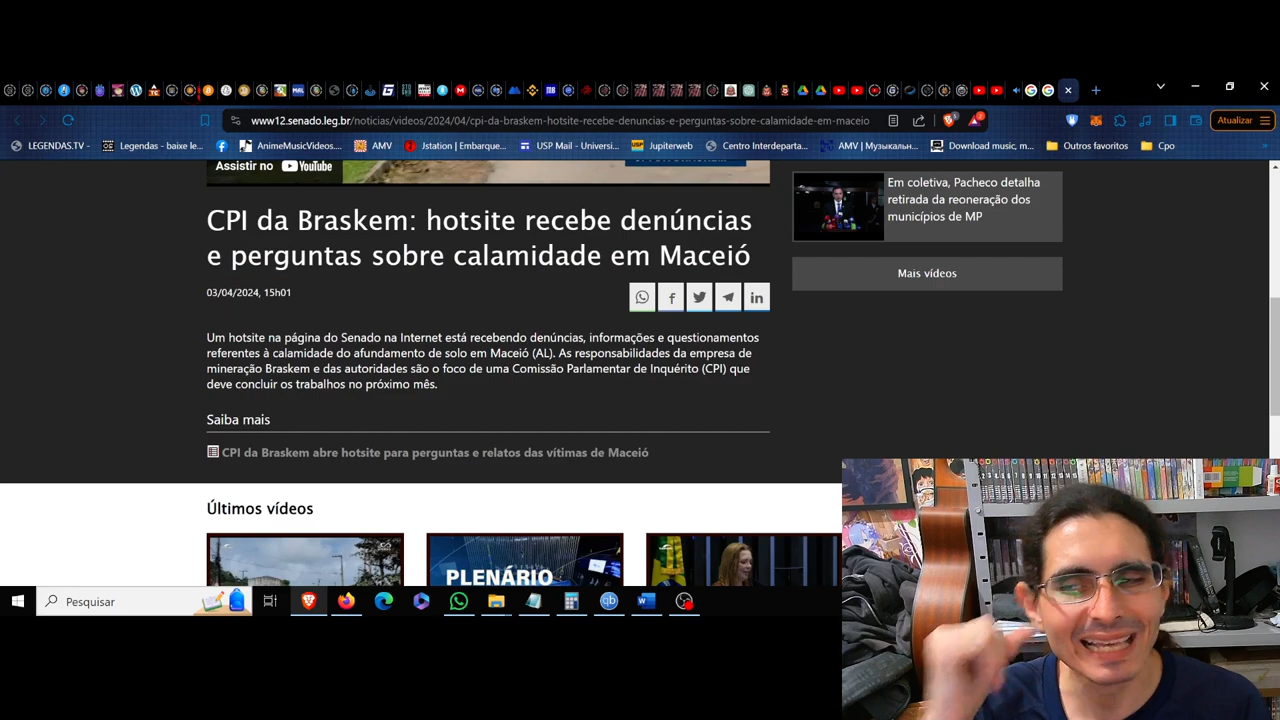 www12.senado.leg.br/noticias/videos/2024/04/cpi-da-braskem-hotsite-recebe-denuncias-e-perguntas-sobre-calamidade-em-maceio
Atualizar
LEGENDAS.TV -
Legendas - baixe le...
AnimeMusicVideos....
AMV
Jstation | Embarque...
USP Mail - Universi...
Jupiterweb
Centro Interdeparta...
AMV | Музыкальн...
Download music, m...
Outros favoritos
Cpo
Assistir no YouTube
Em coletiva, Pacheco detalha
retirada da reoneração dos
municípios de MP
Mais vídeos
CPI da Braskem: hotsite recebe denúncias
e perguntas sobre calamidade em Maceió
03/04/2024, 15h01
Um hotsite na página do Senado na Internet está recebendo denúncias, informações e questionamentos
referentes à calamidade do afundamento de solo em Maceió (AL). As responsabilidades da empresa de
mineração Braskem e das autoridades são o foco de uma Comissão Parlamentar de Inquérito (CPI) que
deve concluir os trabalhos no próximo mês.
Saiba mais
CPI da Braskem abre hotsite para perguntas e relatos das vítimas de Maceió
Últimos vídeos
PLENÁRIO
Pesquisar